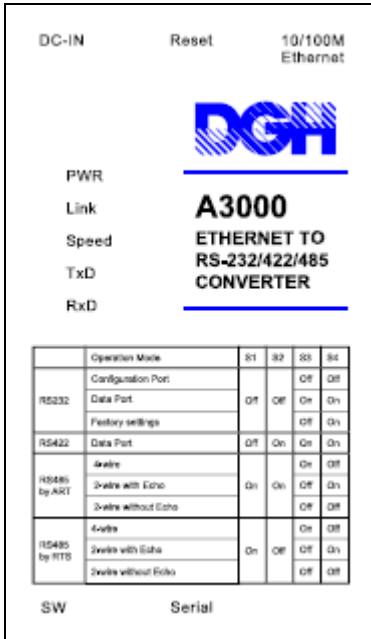 DC-IN Reset 10/100M
Ethernet
DGH
PWR
Link
Speed
TxD
RxD
A3000
ETHERNET TO
RS-232/422/485
CONVERTER
Operation Mode S1 S2 S3 S4
RS232 Configuration Port Off Off Off Off
Data Port On On
Factory settings Off On
RS422 Data Port Off On On On
RS485 by ART 4-wire On On On Off
2-wire with Echo Off On
2-wire without Echo Off Off
RS485 by RTS 4-wire On Off On Off
2-wire with Echo Off On
2-wire without Echo Off Off
SW Serial